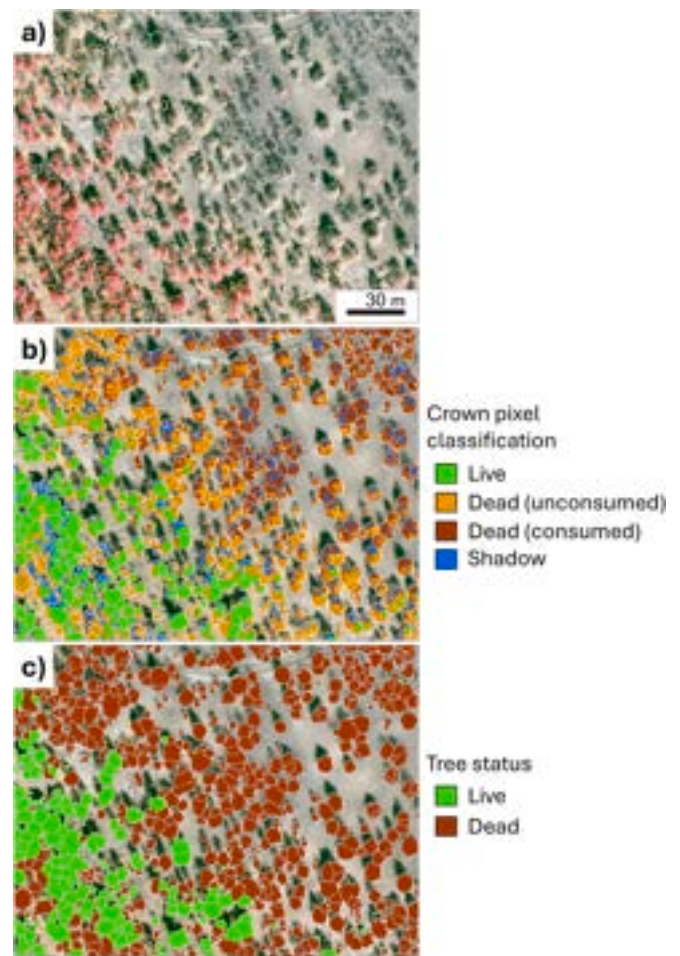 a)
30 m
b)
Crown pixel
classification
Live
Dead (unconsumed)
Dead (consumed)
Shadow
c)
Tree status
Live
Dead